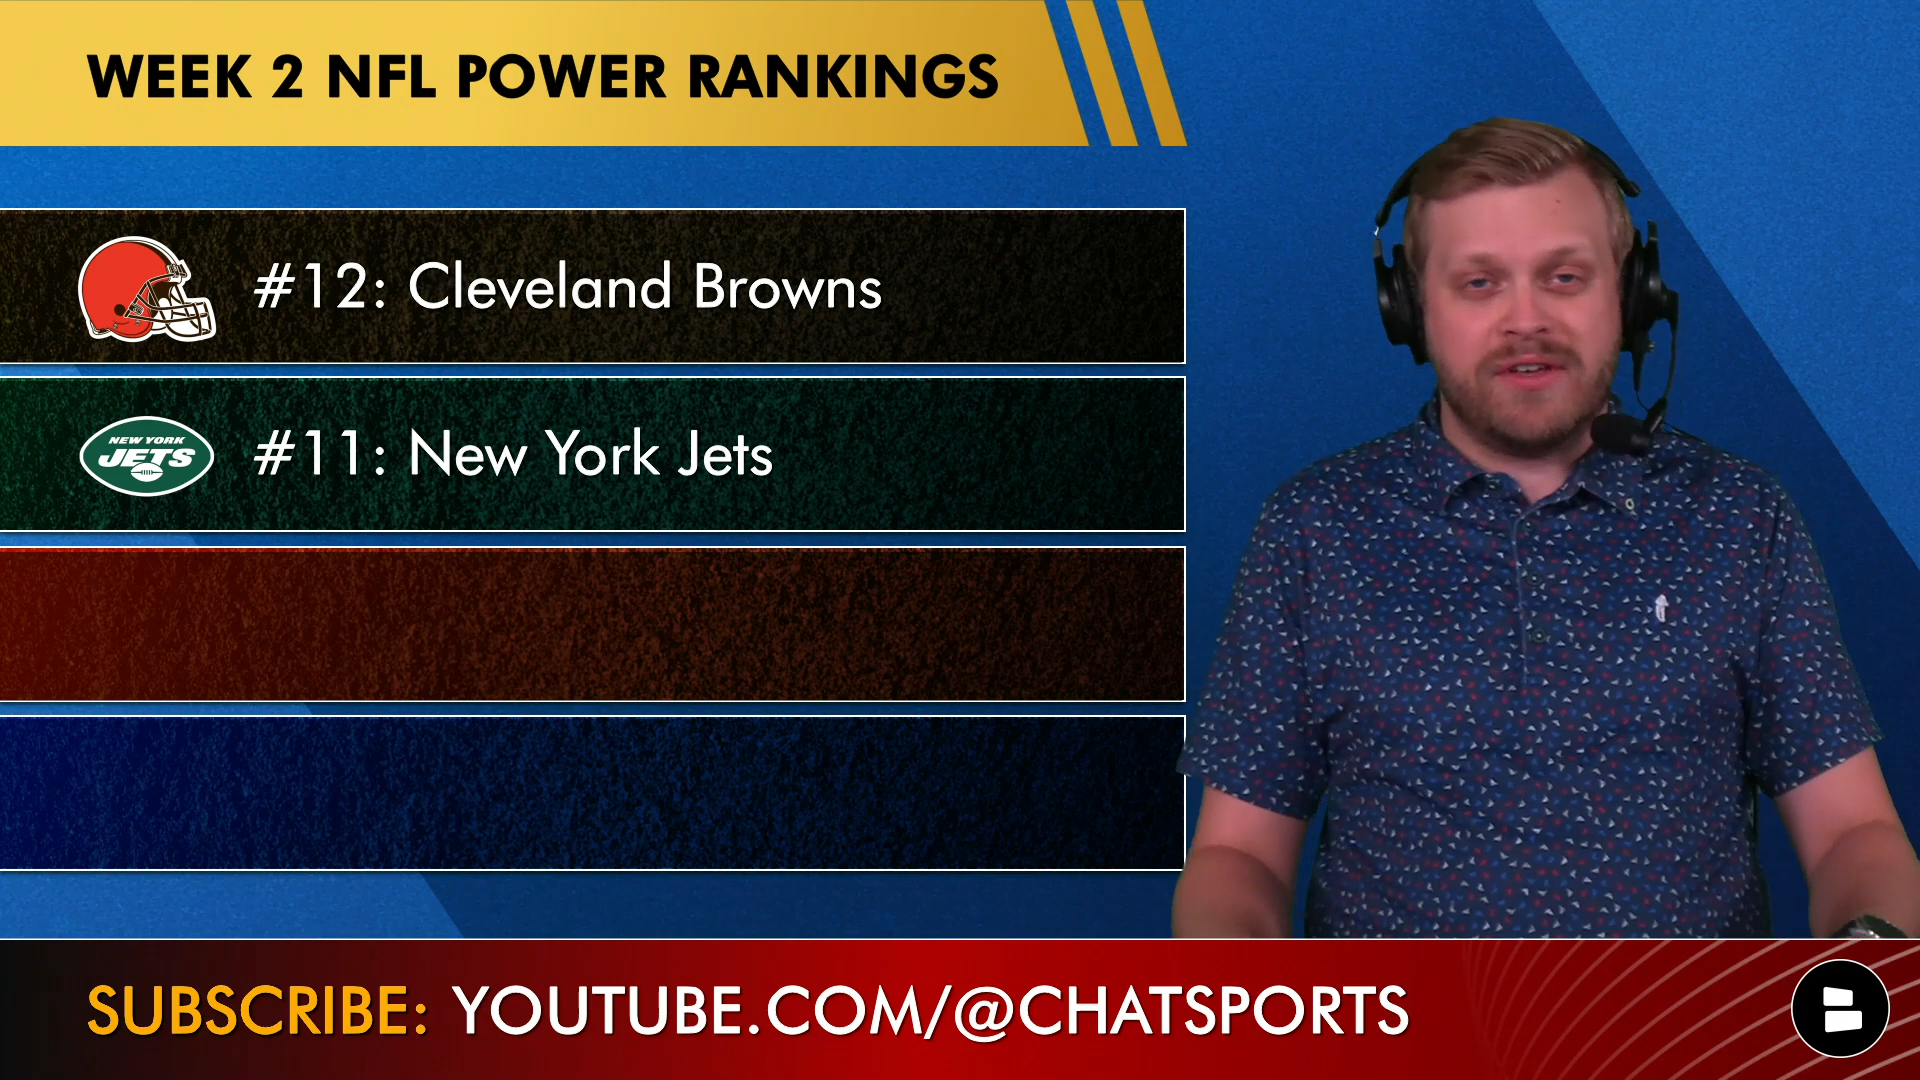 WEEK 2 NFL POWER RANKINGS
#12: Cleveland Browns
NEW YORK
JETS
#11: New York Jets
SUBSCRIBE: YOUTUBE.COM/@CHATSPORTS